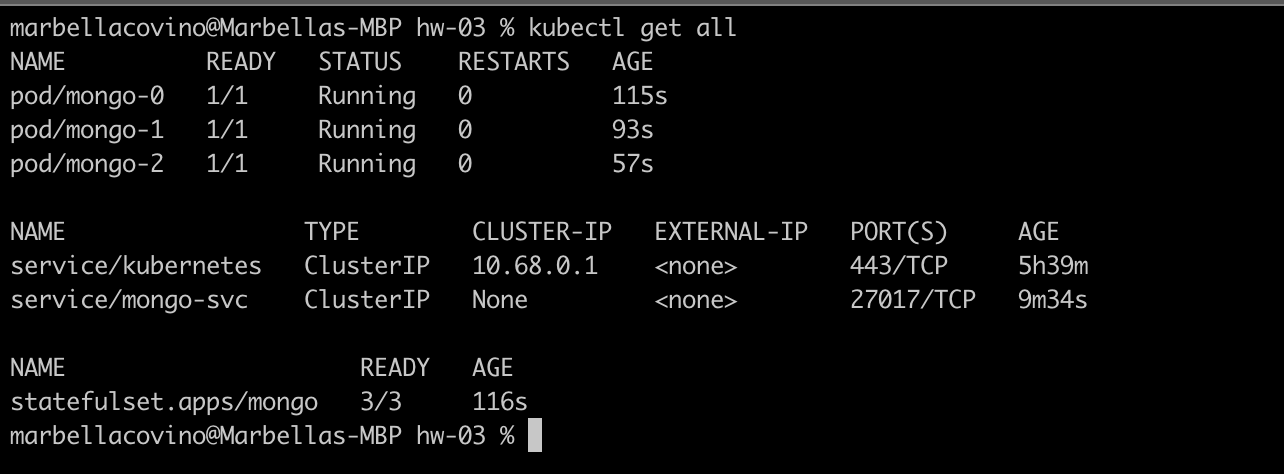 marbellacovino@Marbellas-MBP hw-03 % kubectl get all
NAME          READY   STATUS    RESTARTS   AGE
pod/mongo-0   1/1     Running   0          115s
pod/mongo-1   1/1     Running   0          93s
pod/mongo-2   1/1     Running   0          57s

NAME                 TYPE        CLUSTER-IP   EXTERNAL-IP   PORT(S)     AGE
service/kubernetes   ClusterIP   10.68.0.1    <none>        443/TCP     5h39m
service/mongo-svc    ClusterIP   None         <none>        27017/TCP   9m34s

NAME                     READY   AGE
statefulset.apps/mongo   3/3     116s
marbellacovino@Marbellas-MBP hw-03 %